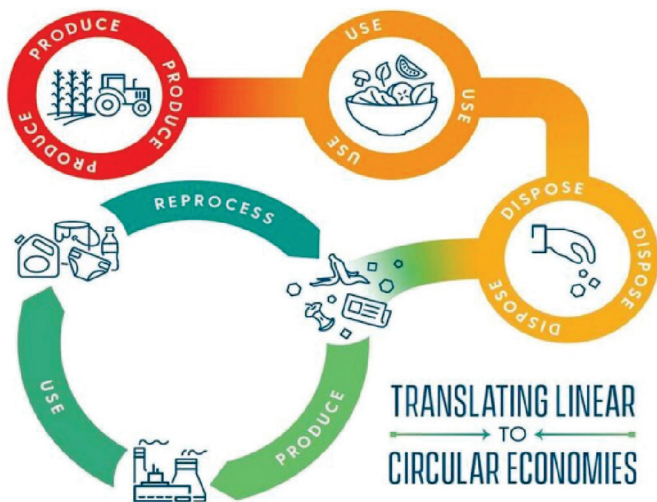 PRODUCE
PRODUCE
PRODUCE
USE
USE
USE
DISPOSE
DISPOSE
DISPOSE
REPROCESS
PRODUCE
USE
TRANSLATING LINEAR
TO
CIRCULAR ECONOMIES